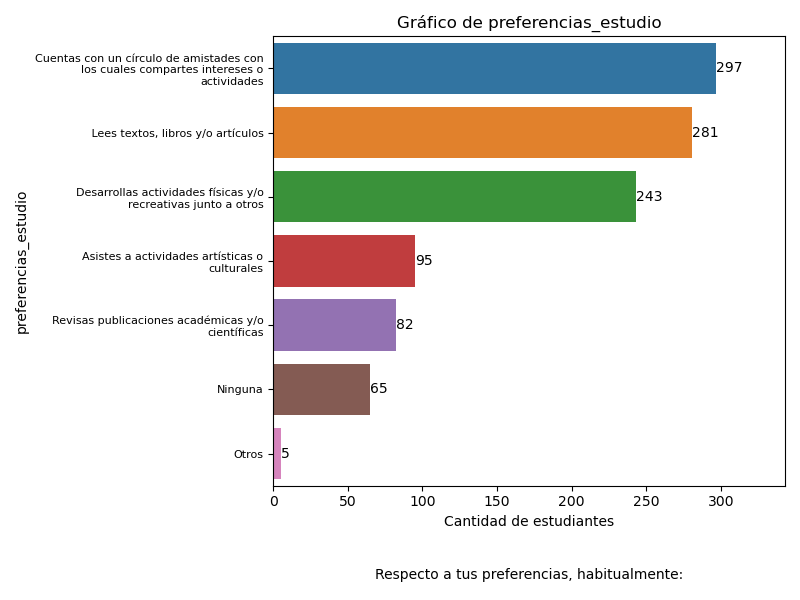 Gráfico de preferencias_estudio
preferencias_estudio
Cuentas con un círculo de amistades con
los cuales compartes intereses o
actividades
297
Lees textos, libros y/o artículos
281
Desarrollas actividades físicas y/o
recreativas junto a otros
243
Asistes a actividades artísticas o
culturales
95
Revisas publicaciones académicas y/o
científicas
82
Ninguna
65
Otros
5
0 50 100 150 200 250 300
Cantidad de estudiantes
Respecto a tus preferencias, habitualmente: